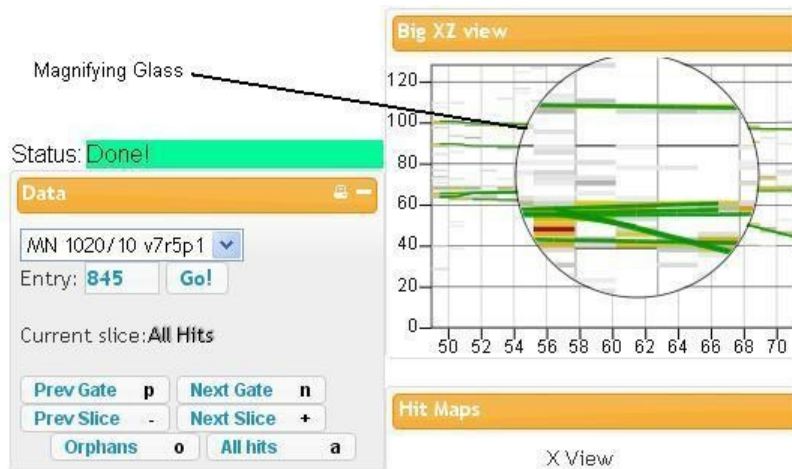 Big XZ view
Magnifying Glass
120
100
80
60
40
20
0
50 52 54 56 58 60 62 64 66 68 70
Status: Done!
Data
MN 1020/10 v7r5p1
Entry: 845 Go!
Current slice:All Hits
Prev Gate p Next Gate n
Prev Slice - Next Slice +
Orphans o All hits a
Hit Maps
X View